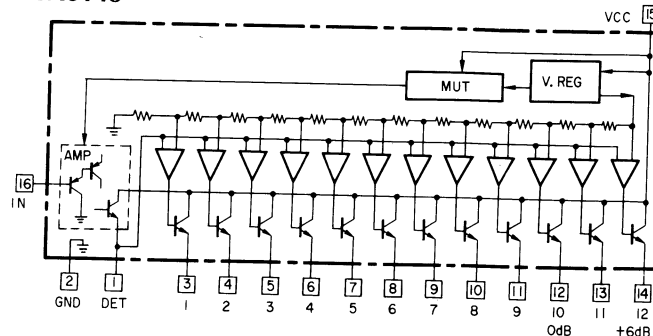 VCC 15
MUT
V. REG
AMP
16
IN
2 1 3 4 5 6 7 8 9 10 11 12 13 14
GND DET 1 2 3 4 5 6 7 8 9 10 11 12
0dB +6dB